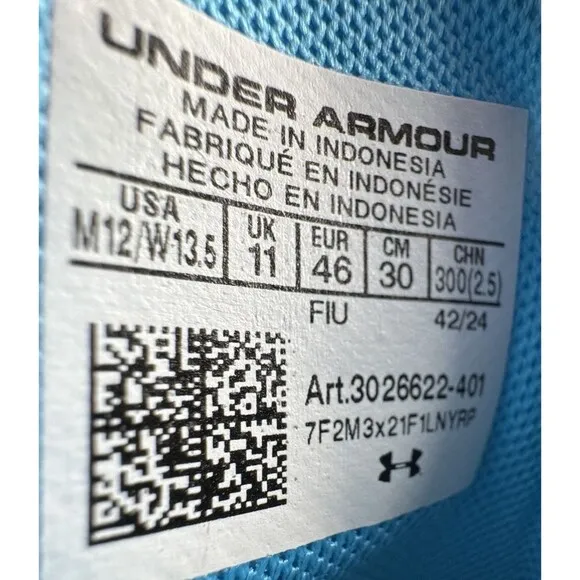 UNDER ARMOUR
MADE IN INDONESIA
FABRIQUÉ EN INDONÉSIE
HECHO EN INDONESIA
USA UK EUR CM CHN
M12/W13.5 11 46 30 300(2.5)
FIU 42/24
Art.3026622-401
7F2M3x21F1LNYRP